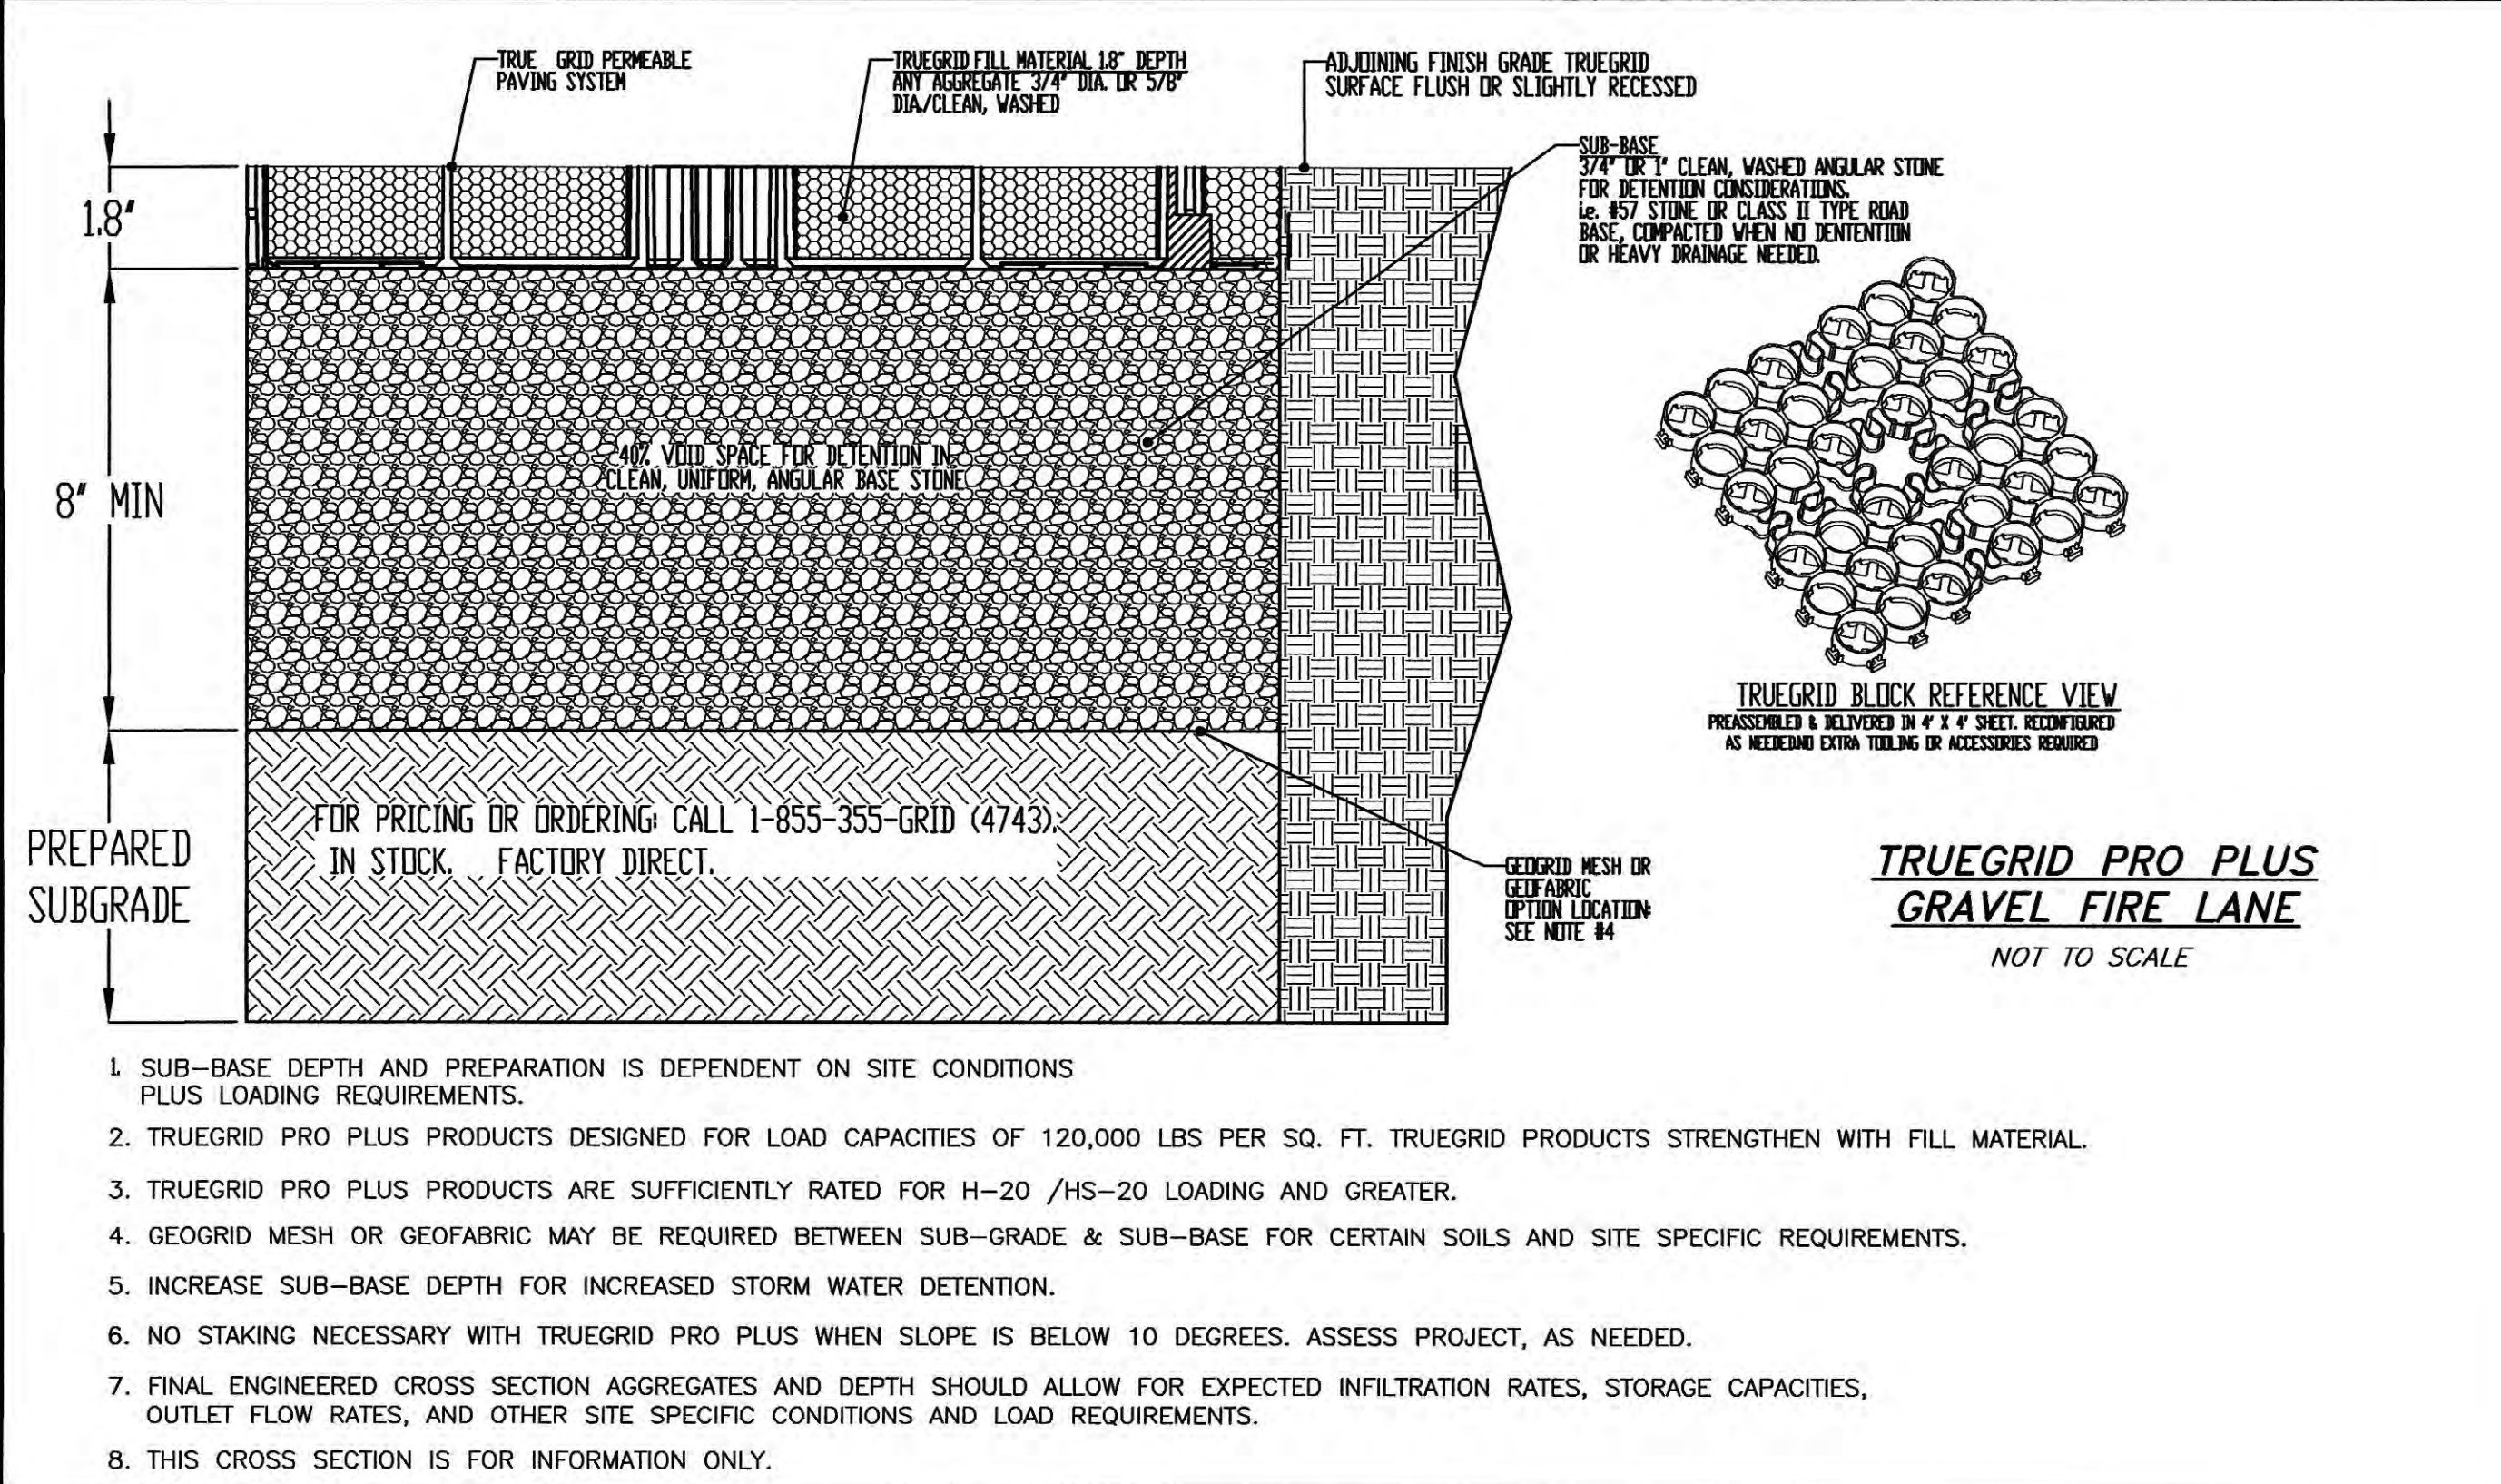 TRUE GRID PERMEABLE
PAVING SYSTEM
TRUEGRID FILL MATERIAL 1.8" DEPTH
ANY AGGREGATE 3/4" DIA. OR 5/8"
DIA./CLEAN, WASHED
ADJOINING FINISH GRADE TRUEGRID
SURFACE FLUSH OR SLIGHTLY RECESSED
SUB-BASE
3/4" OR 1" CLEAN, WASHED ANGULAR STONE
FOR DETENTION CONSIDERATIONS.
i.e. #57 STONE OR CLASS II TYPE ROAD
BASE, COMPACTED WHEN NO DENTENTION
OR HEAVY DRAINAGE NEEDED.
1.8"
8" MIN
40% VOID SPACE FOR DETENTION IN
CLEAN, UNIFORM, ANGULAR BASE STONE
TRUEGRID BLOCK REFERENCE VIEW
PREASSEMBLED & DELIVERED IN 4' X 4' SHEET. RECONFIGURED
AS NEEDED.NO EXTRA TOOLING OR ACCESSORIES REQUIRED
PREPARED
SUBGRADE
FOR PRICING OR ORDERING: CALL 1-855-355-GRID (4743).
IN STOCK. FACTORY DIRECT.
GEOGRID MESH OR
GEOFABRIC
OPTION LOCATION:
SEE NOTE #4
TRUEGRID PRO PLUS
GRAVEL FIRE LANE
NOT TO SCALE
1. SUB-BASE DEPTH AND PREPARATION IS DEPENDENT ON SITE CONDITIONS
PLUS LOADING REQUIREMENTS.
2. TRUEGRID PRO PLUS PRODUCTS DESIGNED FOR LOAD CAPACITIES OF 120,000 LBS PER SQ. FT. TRUEGRID PRODUCTS STRENGTHEN WITH FILL MATERIAL.
3. TRUEGRID PRO PLUS PRODUCTS ARE SUFFICIENTLY RATED FOR H-20 /HS-20 LOADING AND GREATER.
4. GEOGRID MESH OR GEOFABRIC MAY BE REQUIRED BETWEEN SUB-GRADE & SUB-BASE FOR CERTAIN SOILS AND SITE SPECIFIC REQUIREMENTS.
5. INCREASE SUB-BASE DEPTH FOR INCREASED STORM WATER DETENTION.
6. NO STAKING NECESSARY WITH TRUEGRID PRO PLUS WHEN SLOPE IS BELOW 10 DEGREES. ASSESS PROJECT, AS NEEDED.
7. FINAL ENGINEERED CROSS SECTION AGGREGATES AND DEPTH SHOULD ALLOW FOR EXPECTED INFILTRATION RATES, STORAGE CAPACITIES,
OUTLET FLOW RATES, AND OTHER SITE SPECIFIC CONDITIONS AND LOAD REQUIREMENTS.
8. THIS CROSS SECTION IS FOR INFORMATION ONLY.